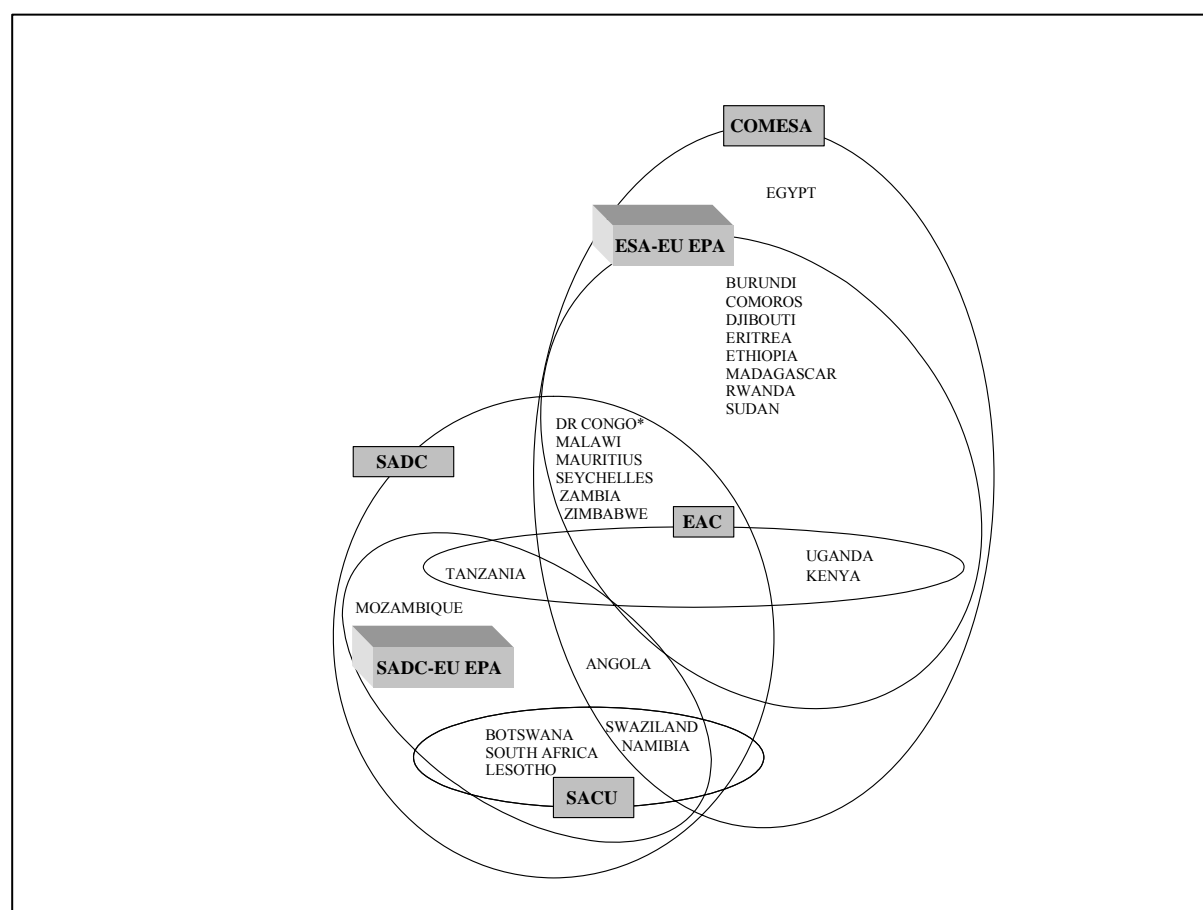 COMESA
EGYPT
ESA-EU EPA
BURUNDI
COMOROS
DJIBOUTI
ERITREA
ETHIOPIA
MADAGASCAR
RWANDA
SUDAN
DR CONGO*
MALAWI
MAURITIUS
SEYCHELLES
ZAMBIA
ZIMBABWE
SADC
EAC
UGANDA
KENYA
TANZANIA
MOZAMBIQUE
SADC-EU EPA
ANGOLA
SWAZILAND
NAMIBIA
BOTSWANA
SOUTH AFRICA
LESOTHO
SACU